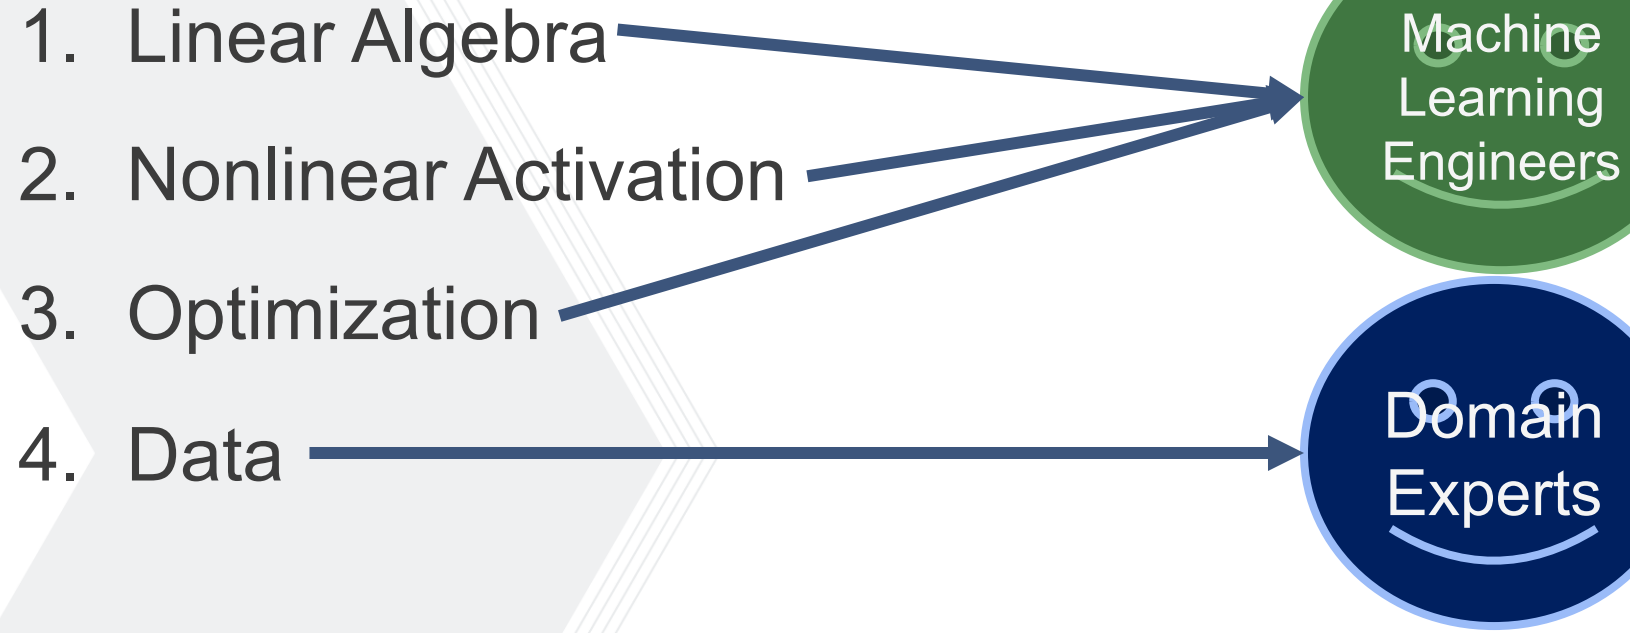 1. Linear Algebra
2. Nonlinear Activation
3. Optimization
4. Data
Machine
Learning
Engineers
Domain
Experts